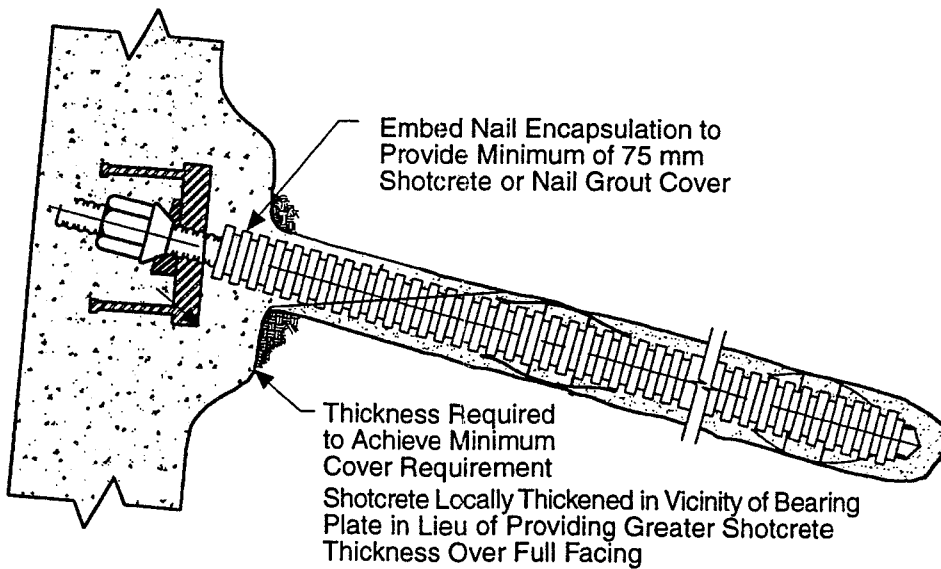 Embed Nail Encapsulation to
Provide Minimum of 75 mm
Shotcrete or Nail Grout Cover
Thickness Required
to Achieve Minimum
Cover Requirement
Shotcrete Locally Thickened in Vicinity of Bearing
Plate in Lieu of Providing Greater Shotcrete
Thickness Over Full Facing